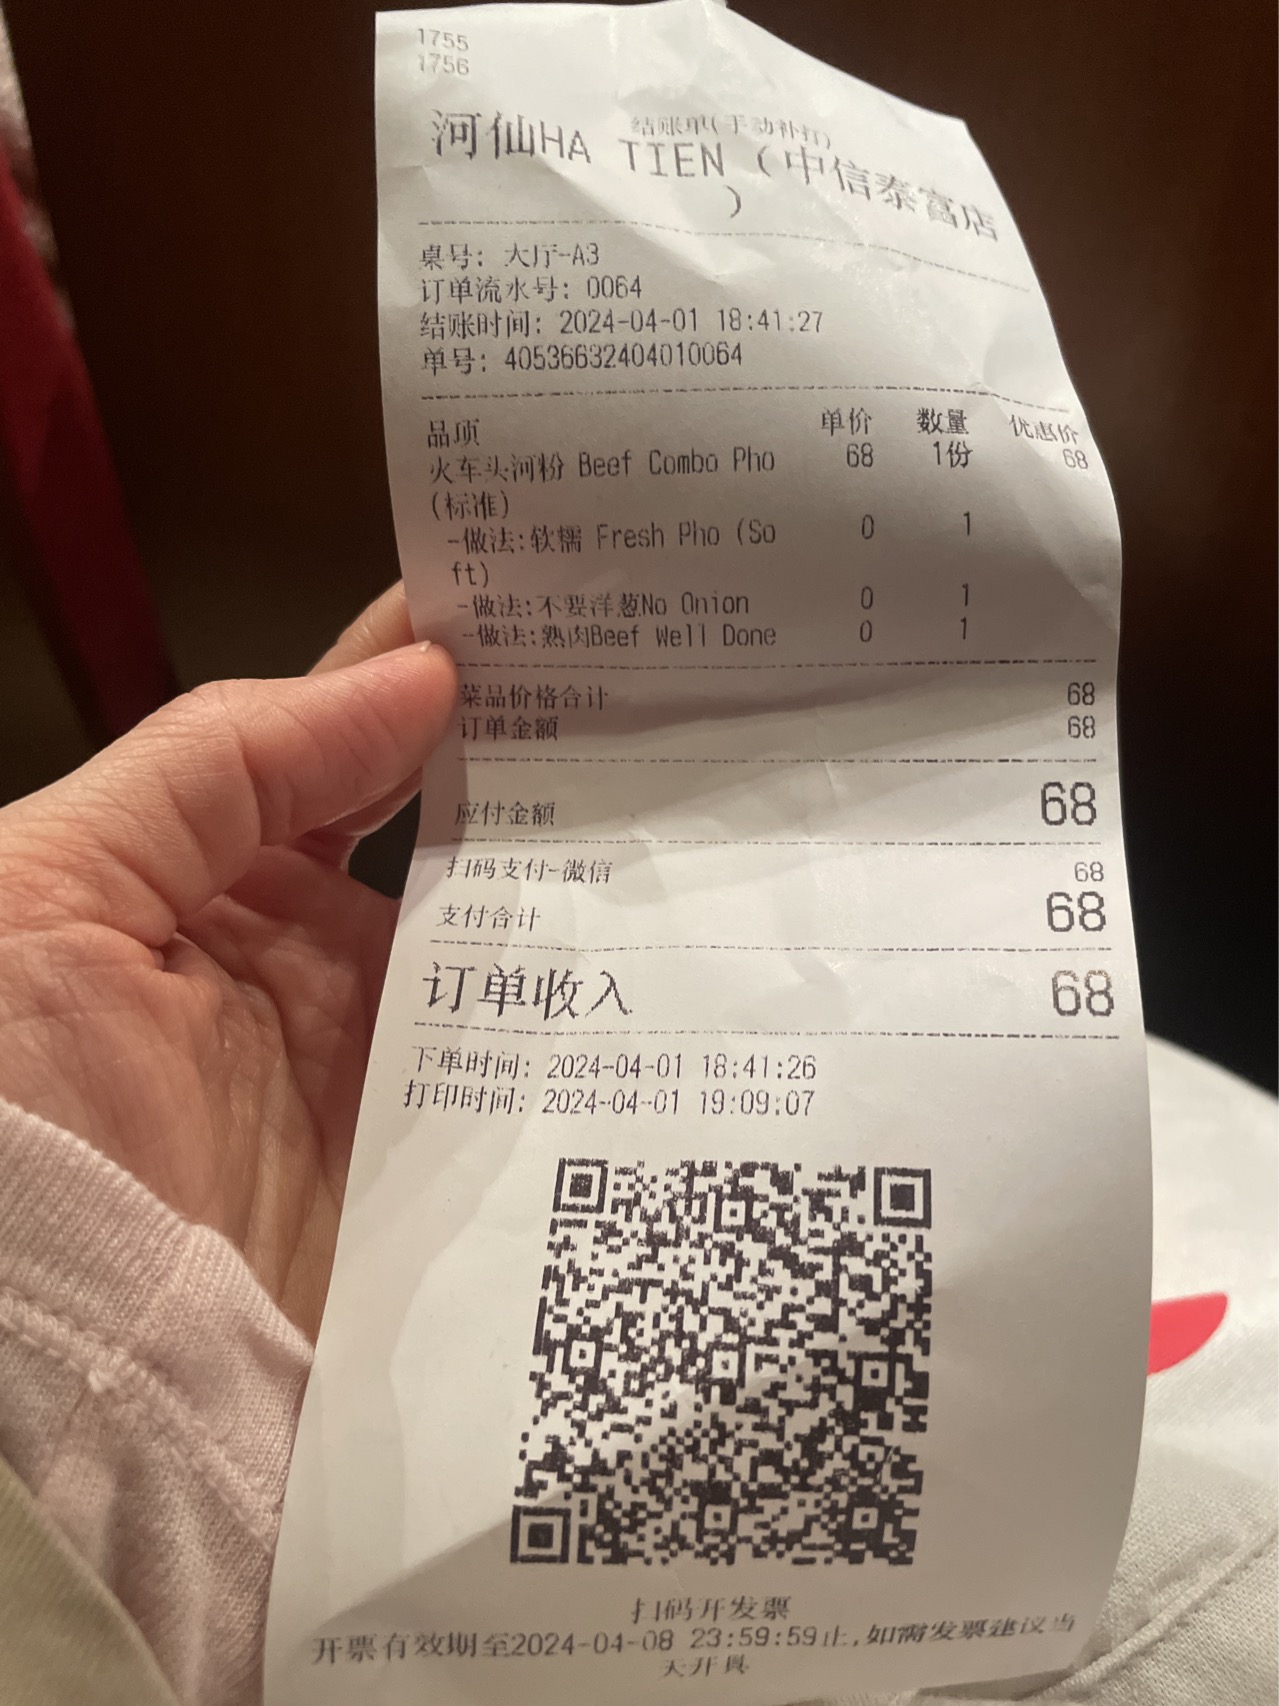 1755
1756
结账单(手动补打)
河仙HA TIEN (中信泰富店
)
桌号: 大厅-A3
订单流水号: 0064
结账时间: 2024-04-01 18:41:27
单号: 40536632404010064
品项 单价 数量 优惠价
火车头河粉 Beef Combo Pho 68 1份 68
(标准)
-做法:软糯 Fresh Pho (So 0 1
ft)
-做法:不要洋葱No Onion 0 1
-做法:熟肉Beef Well Done 0 1
菜品价格合计 68
订单金额 68
应付金额 68
扫码支付-微信 68
支付合计 68
订单收入 68
下单时间: 2024-04-01 18:41:26
打印时间: 2024-04-01 19:09:07
扫码开发票
开票有效期至2024-04-08 23:59:59止,如需发票建议当
天开具